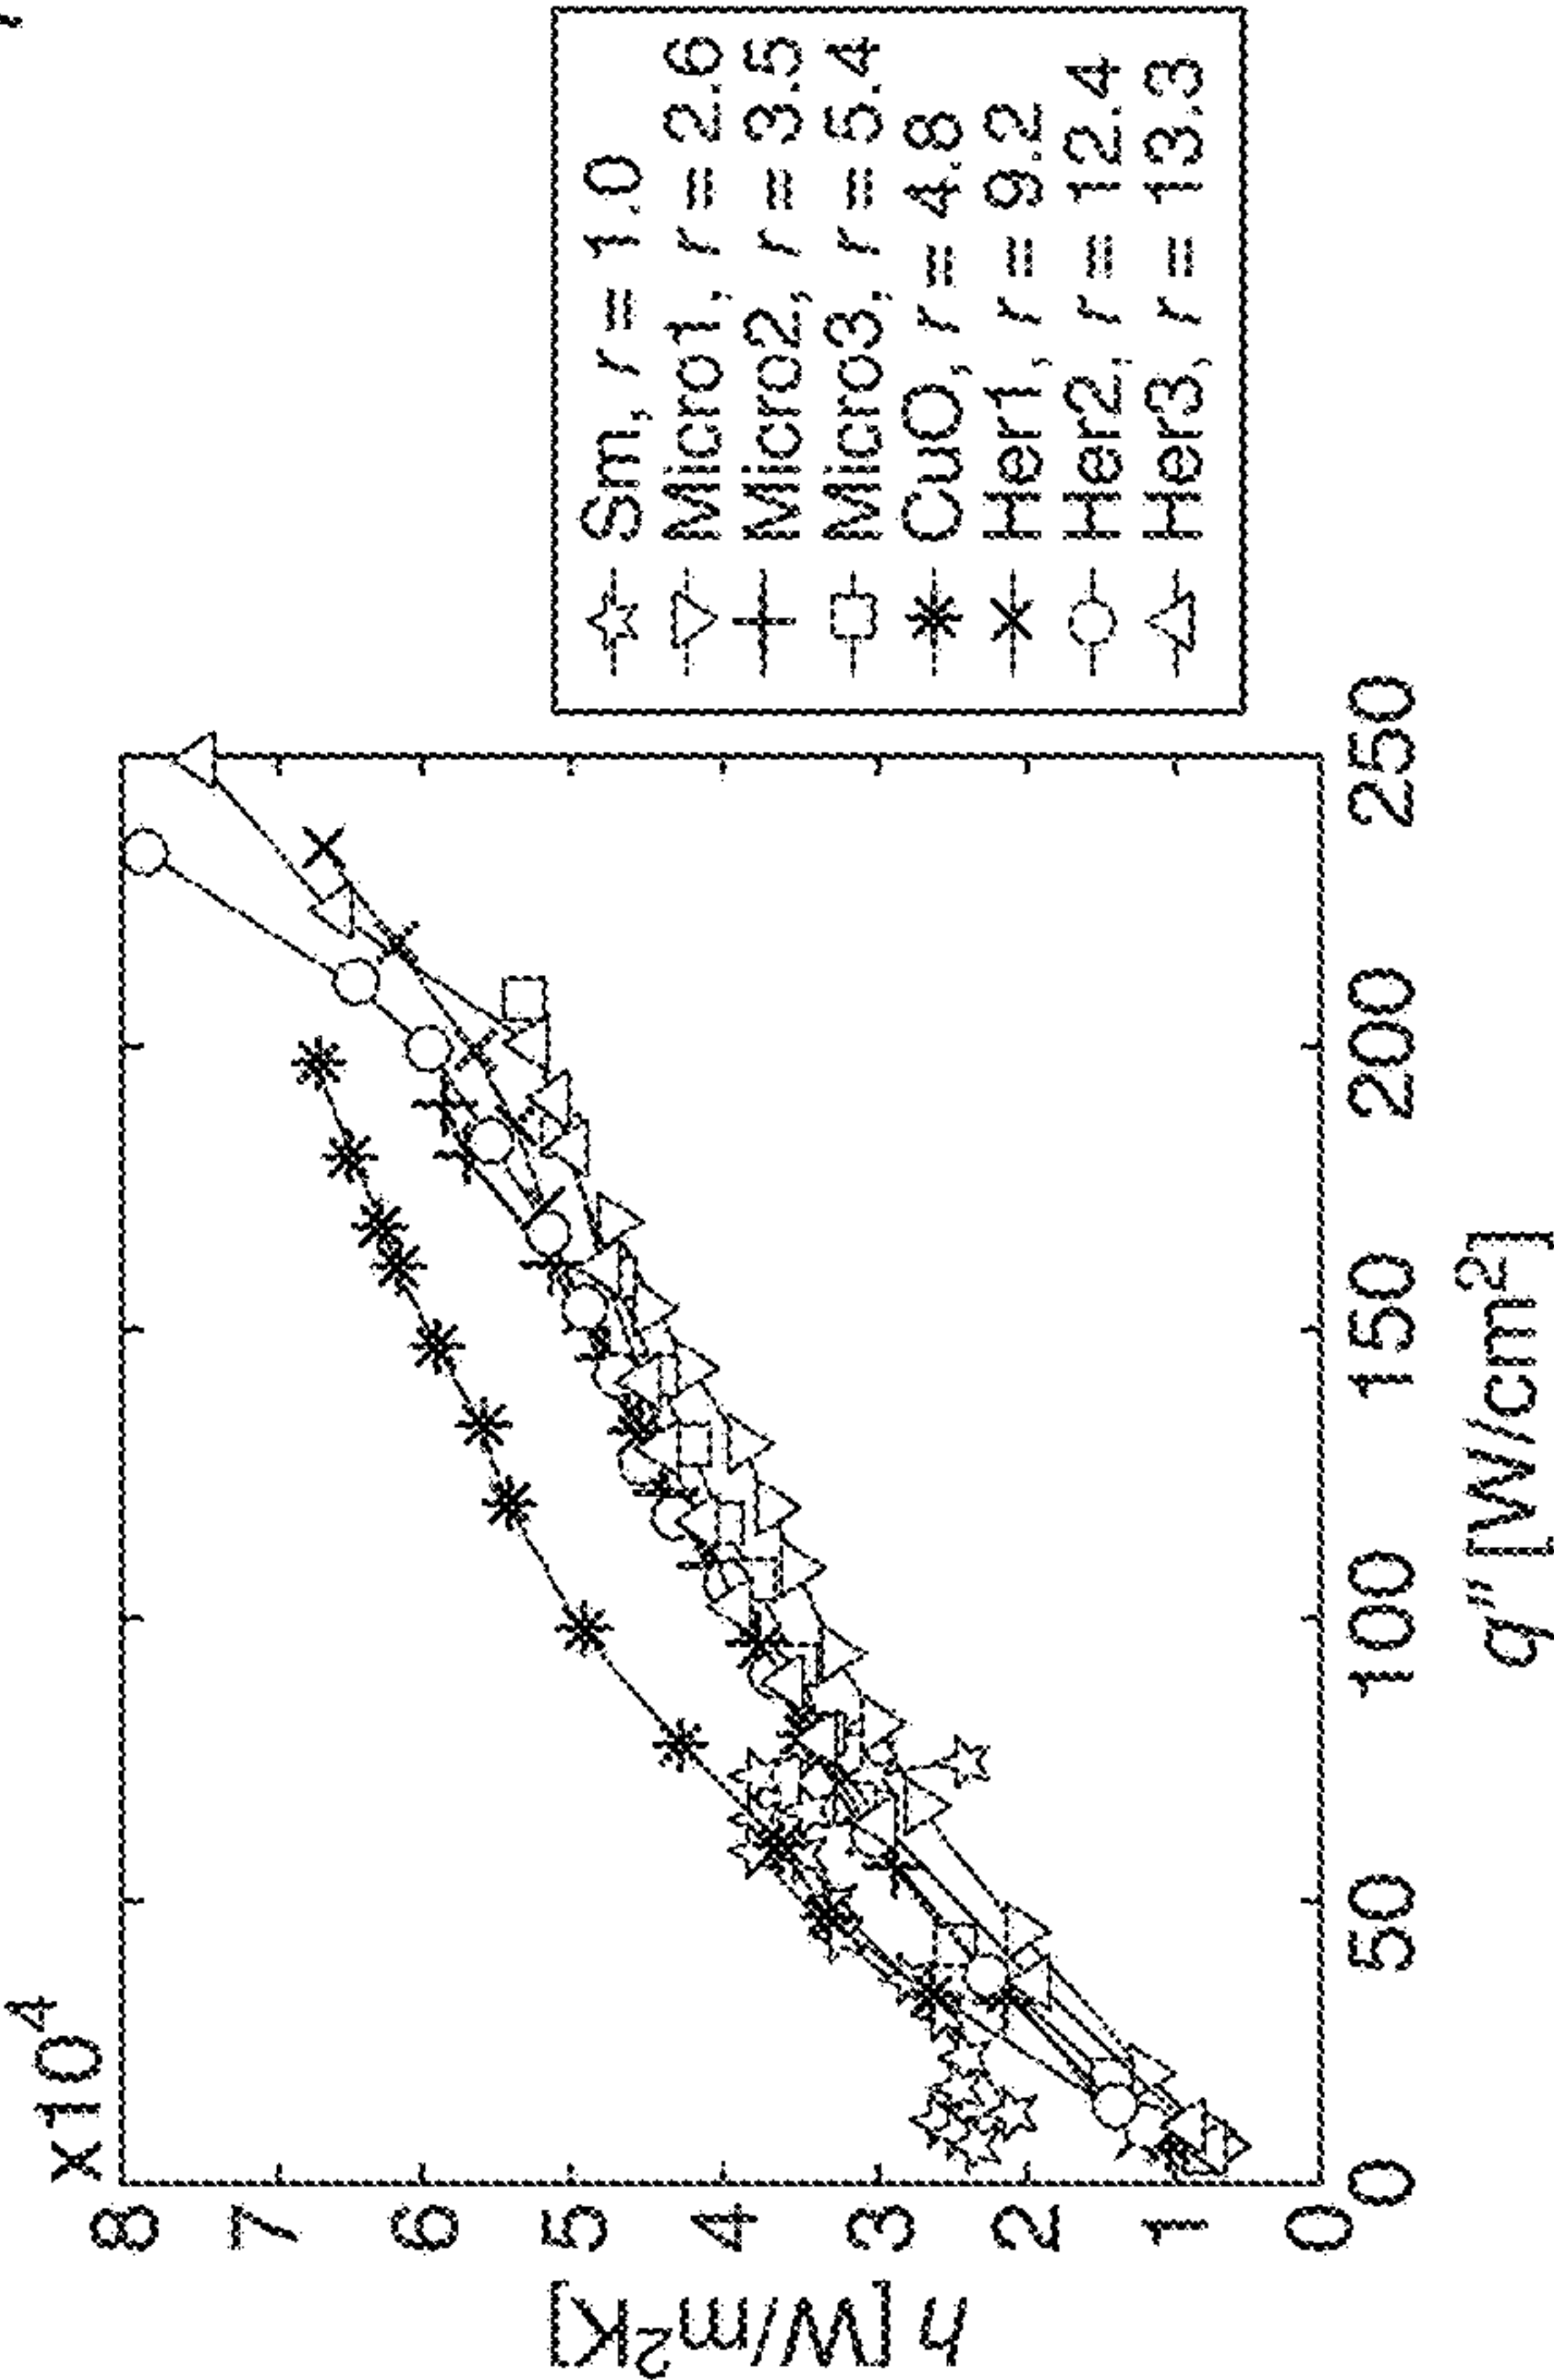 x10⁴
8
7
6
5
4
3
2
1
0
h [W/m²K]
0
50
100
150
200
250
q″ [W/cm²]
Sm, r = 1.0
Micro1, r = 2.6
Micro2, r = 3.5
Micro3, r = 5.4
CuO, r = 4.8
Her1, r = 9.2
Her2, r = 12.4
Her3, r = 13.3